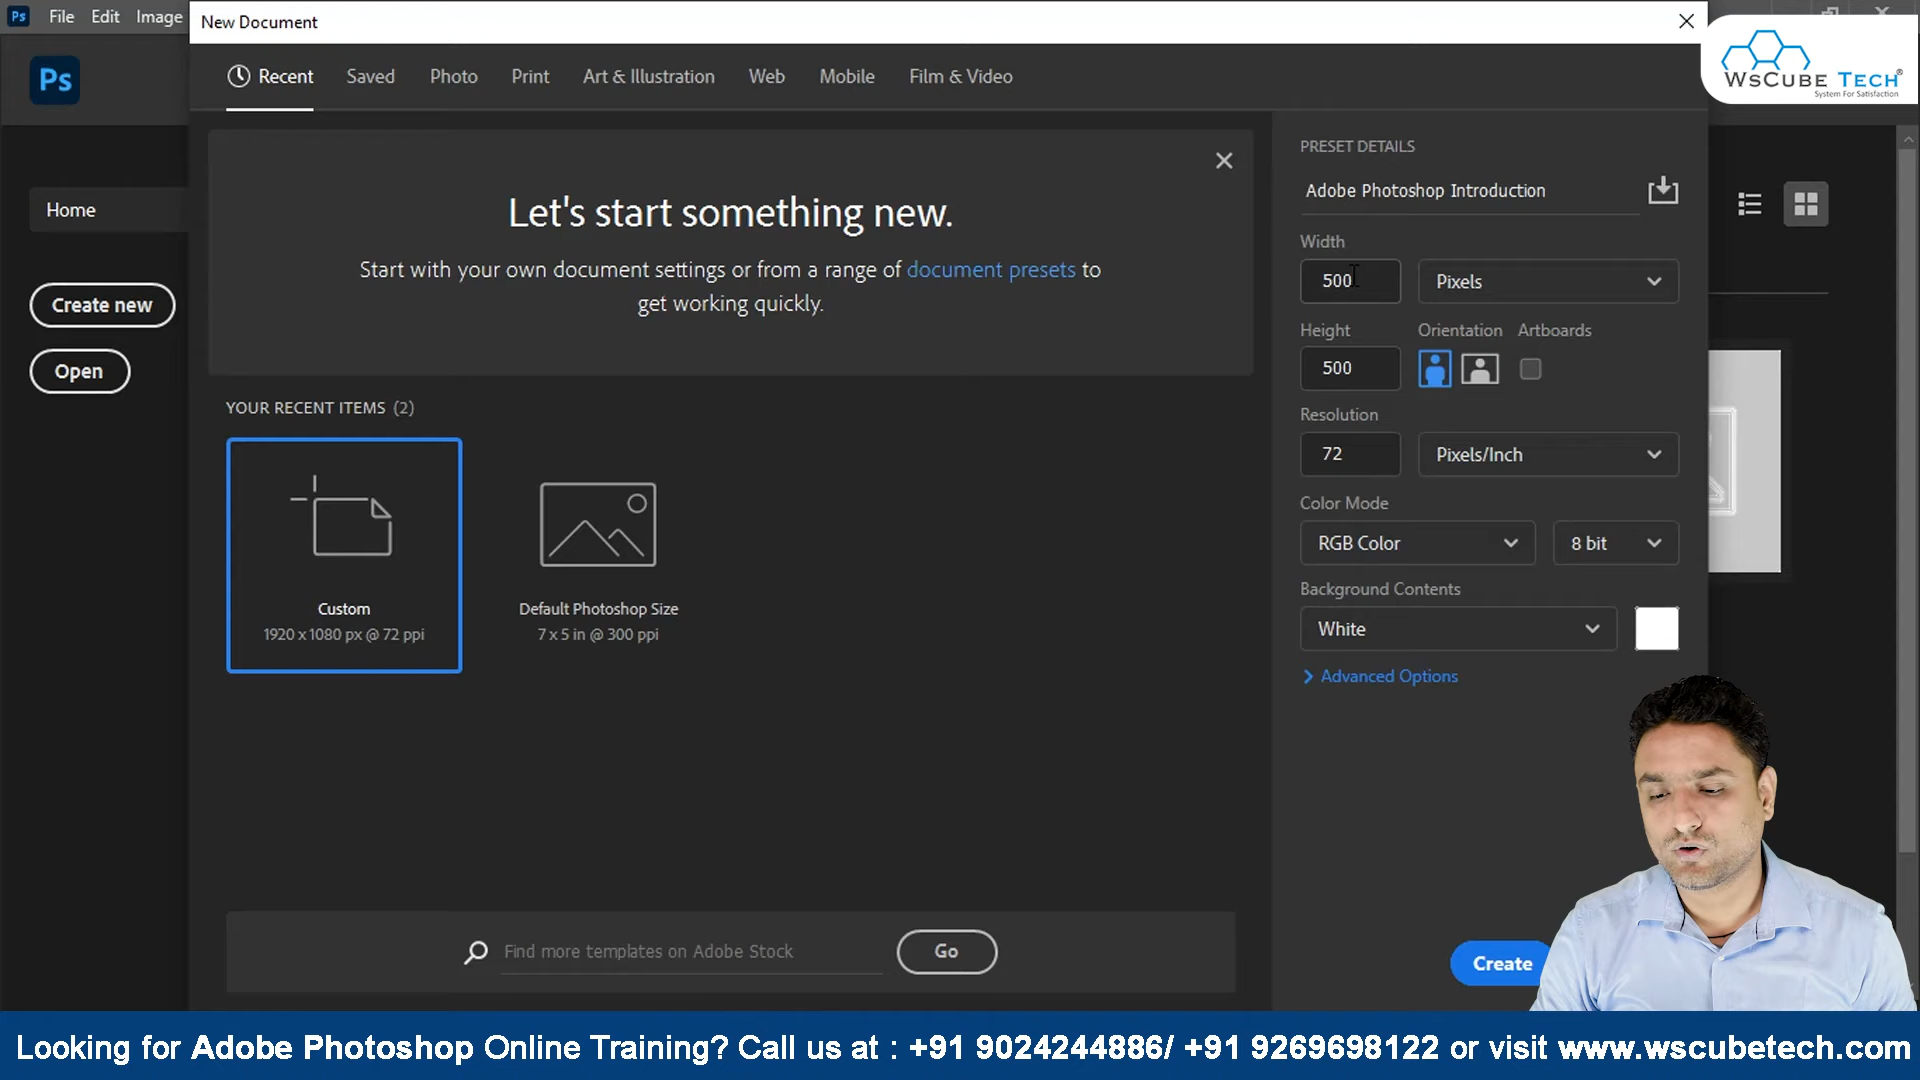 Ps File Edit Image
New Document
WsCube Tech®
System For Satisfaction
Ps
Recent Saved Photo Print Art & Illustration Web Mobile Film & Video
Home
Create new
Open
Let's start something new.
Start with your own document settings or from a range of document presets to
get working quickly.
YOUR RECENT ITEMS (2)
Custom
1920 x 1080 px @ 72 ppi
Default Photoshop Size
7 x 5 in @ 300 ppi
Find more templates on Adobe Stock
Go
PRESET DETAILS
Adobe Photoshop Introduction
Width
500 Pixels
Height Orientation Artboards
500
Resolution
72 Pixels/Inch
Color Mode
RGB Color 8 bit
Background Contents
White
Advanced Options
Create
Looking for Adobe Photoshop Online Training? Call us at : +91 9024244886/ +91 9269698122 or visit www.wscubetech.com